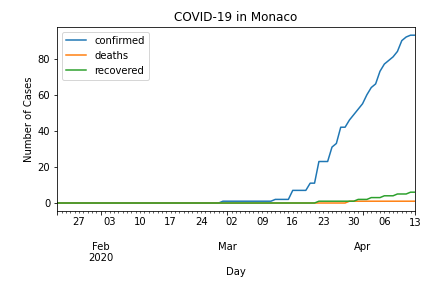 COVID-19 in Monaco
confirmed
deaths
recovered
Number of Cases
80
60
40
20
0
27 03 10 17 24 02 09 16 23 30 06 13
Feb Mar Apr
2020
Day